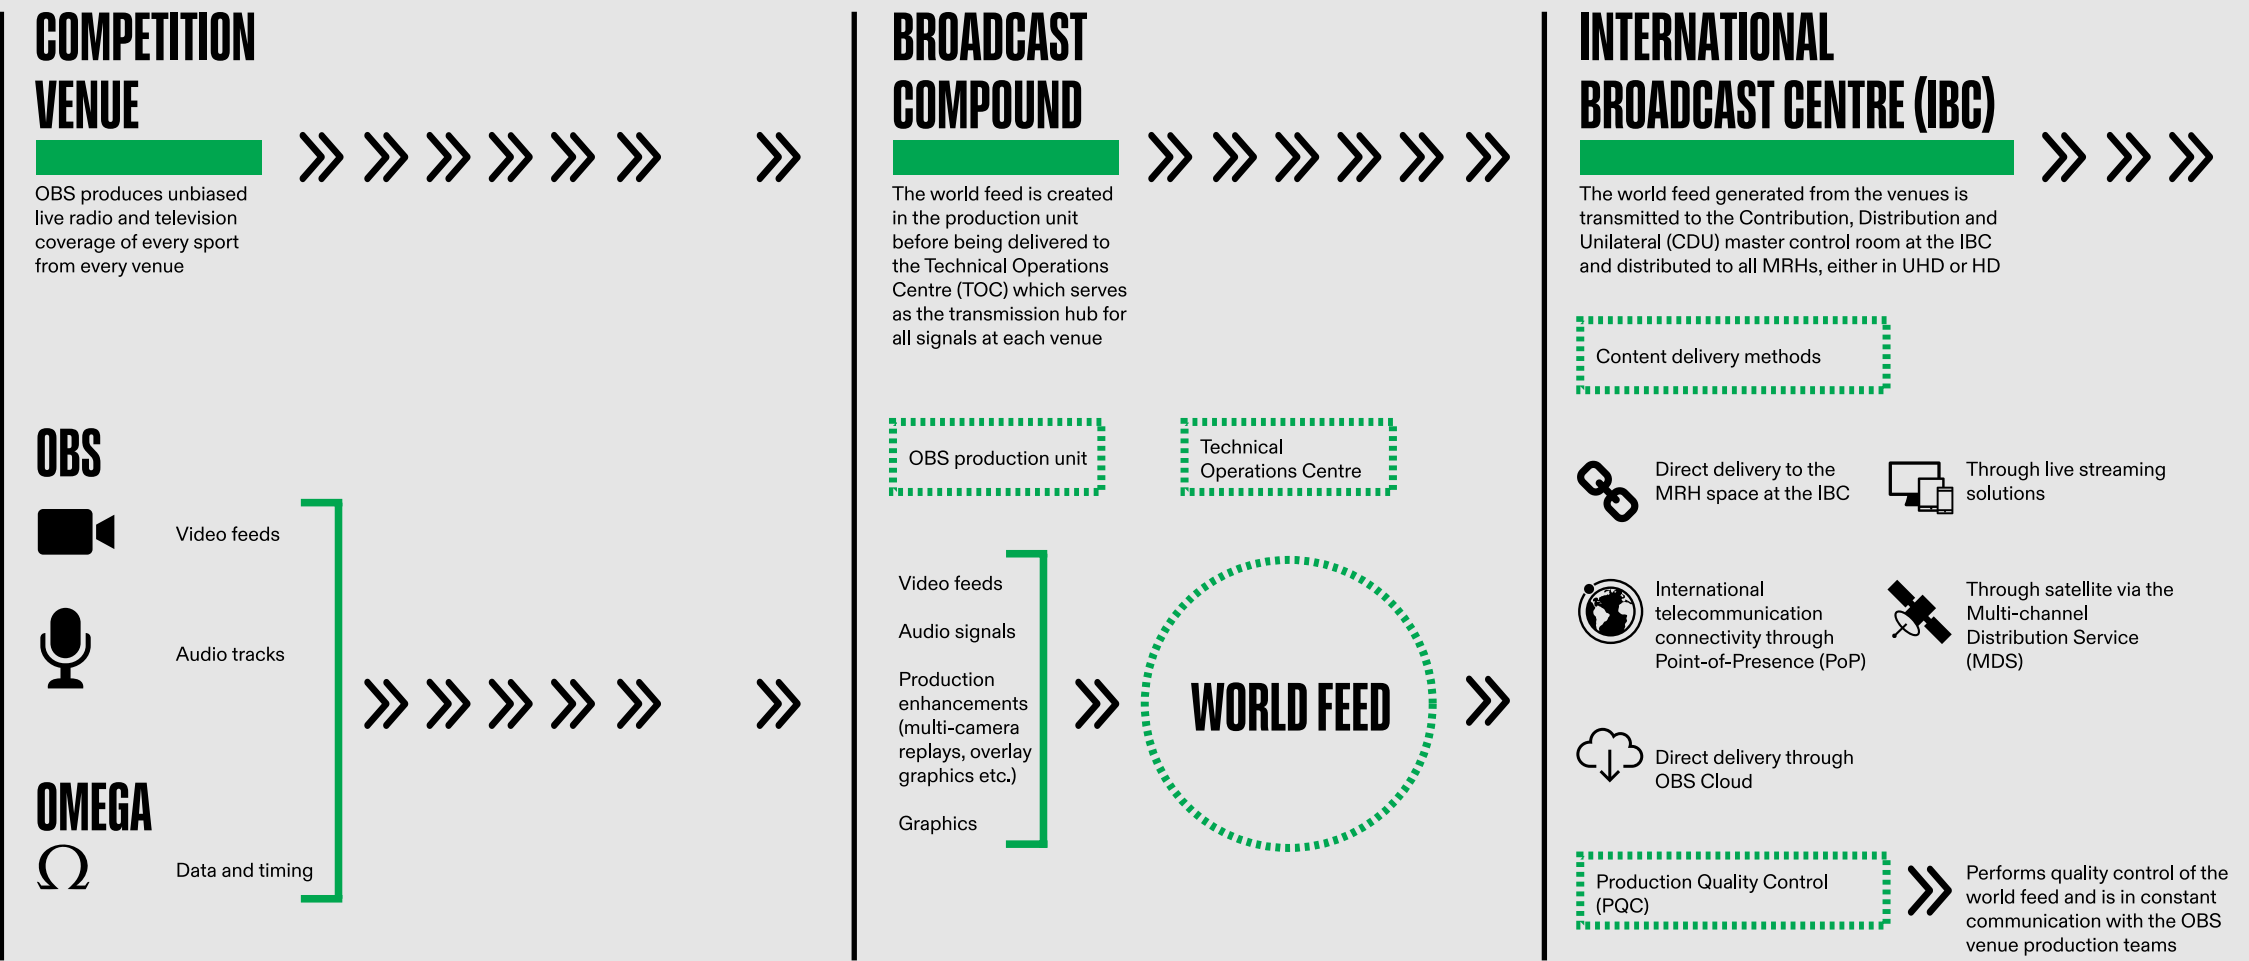 COMPETITION
VENUE
OBS produces unbiased
live radio and television
coverage of every sport
from every venue
OBS
Video feeds
Audio tracks
OMEGA
Ω
Data and timing
BROADCAST
COMPOUND
The world feed is created
in the production unit
before being delivered to
the Technical Operations
Centre (TOC) which serves
as the transmission hub for
all signals at each venue
OBS production unit
Technical
Operations Centre
Video feeds
Audio signals
Production
enhancements
(multi-camera
replays, overlay
graphics etc.)
Graphics
WORLD FEED
INTERNATIONAL
BROADCAST CENTRE (IBC)
The world feed generated from the venues is
transmitted to the Contribution, Distribution and
Unilateral (CDU) master control room at the IBC
and distributed to all MRHs, either in UHD or HD
Content delivery methods
Direct delivery to the
MRH space at the IBC
Through live streaming
solutions
International
telecommunication
connectivity through
Point-of-Presence (PoP)
Through satellite via the
Multi-channel
Distribution Service
(MDS)
Direct delivery through
OBS Cloud
Production Quality Control
(PQC)
Performs quality control of the
world feed and is in constant
communication with the OBS
venue production teams